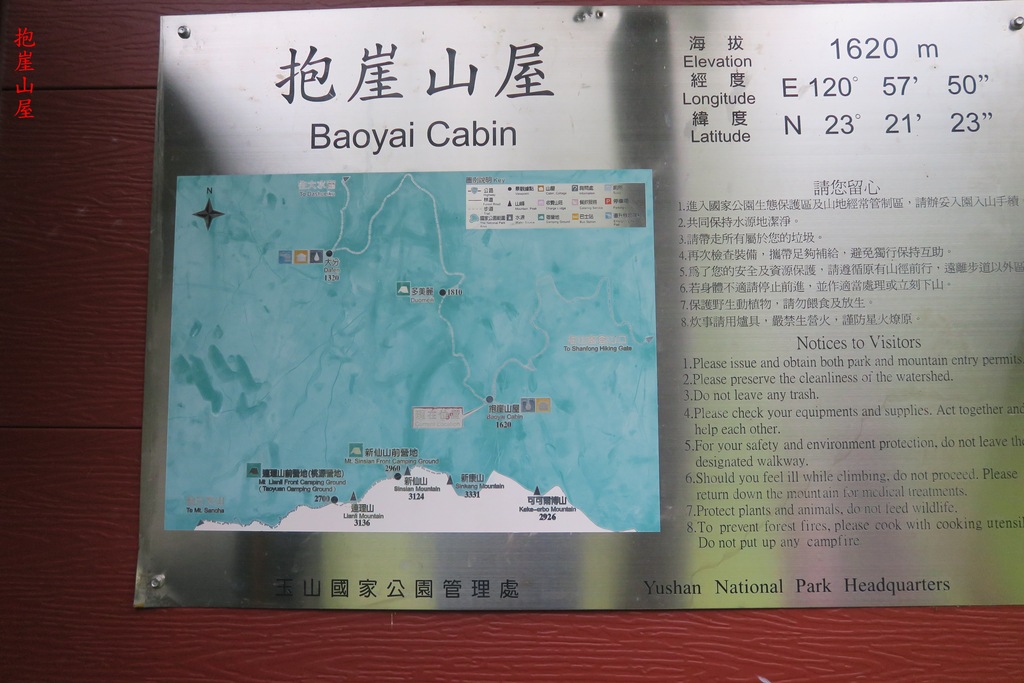 抱崖山屋
抱崖山屋
Baoyai Cabin
海拔 1620 m
Elevation
經度 E 120° 57’ 50”
Longitude
緯度 N 23° 21’ 23”
Latitude
N
Key
大分
Dafen
1320
多美麗
1810
To Shanfong Hiking Gate
抱崖山屋
Baoyai Cabin
1620
新仙山前營地
Mt. Sinsian Front Camping Ground
2960
新仙山
Sinsian Mountain
3124
新康山
Sinkang Mountain
3331
連理山前營地(桃源營地)
Mt. Lianli Front Camping Ground
(Taoyuan Camping Ground)
2700
連理山
Lianli Mountain
3136
可可爾博山
Keke-erbo Mountain
2926
To Mt. Sancha
請您留心
1.進入國家公園生態保護區及山地經常管制區，請辦妥入園入山手續
2.共同保持水源地潔淨。
3.請帶走所有屬於您的垃圾。
4.再次檢查裝備，攜帶足夠補給，避免獨行保持互助。
5.爲了您的安全及資源保護，請遵循原有山徑前行，遠離步道以外區
6.若身體不適請停止前進，並作適當處理或立刻下山。
7.保護野生動植物，請勿餵食及放生。
8.炊事請用爐具，嚴禁生營火，謹防星火燎原。
Notices to Visitors
1.Please issue and obtain both park and mountain entry permits
2.Please preserve the cleanliness of the watershed.
3.Do not leave any trash.
4.Please check your equipments and supplies. Act together and
help each other.
5.For your safety and environment protection, do not leave the
designated walkway.
6.Should you feel ill while climbing, do not proceed. Please
return down the mountain for medical treatments.
7.Protect plants and animals, do not feed wildlife.
8.To prevent forest fires, please cook with cooking utensil
Do not put up any campfire
玉山國家公園管理處
Yushan National Park Headquarters